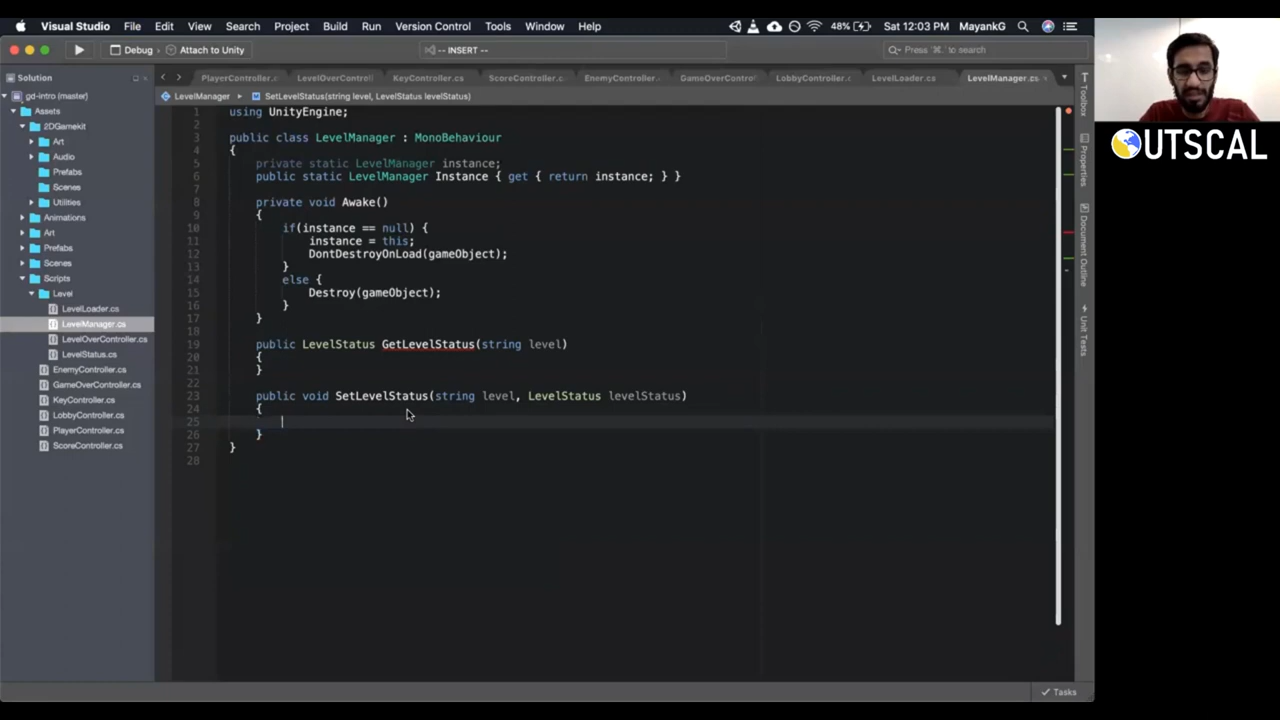 Visual Studio File Edit View Search Project Build Run Version Control Tools Window Help 48% Sat 12:03 PM MayankG
Debug Attach to Unity -- INSERT -- Press '⌘.' to search
Solution
PlayerController.c LevelOverControl KeyController.cs ScoreController.c EnemyController. GameOverContro LobbyController.c LevelLoader.cs LevelManager.cs
gd-intro (master)
LevelManager SetLevelStatus(string level, LevelStatus levelStatus)
Assets
2DGamekit
Art
Audio
Prefabs
Scenes
Utilities
Animations
Art
Prefabs
Scenes
Scripts
Level
LevelLoader.cs
LevelManager.cs
LevelOverController.cs
LevelStatus.cs
EnemyController.cs
GameOverController.cs
KeyController.cs
LobbyController.cs
PlayerController.cs
ScoreController.cs
1 using UnityEngine;
2
3 public class LevelManager : MonoBehaviour
4 {
5 private static LevelManager instance;
6 public static LevelManager Instance { get { return instance; } }
7
8 private void Awake()
9 {
10 if(instance == null) {
11 instance = this;
12 DontDestroyOnLoad(gameObject);
13 }
14 else {
15 Destroy(gameObject);
16 }
17 }
18
19 public LevelStatus GetLevelStatus(string level)
20 {
21 }
22
23 public void SetLevelStatus(string level, LevelStatus levelStatus)
24 {
25
26 }
27 }
28
Toolbox
Properties
Document Outline
Unit Tests
Tasks
OUTSCAL